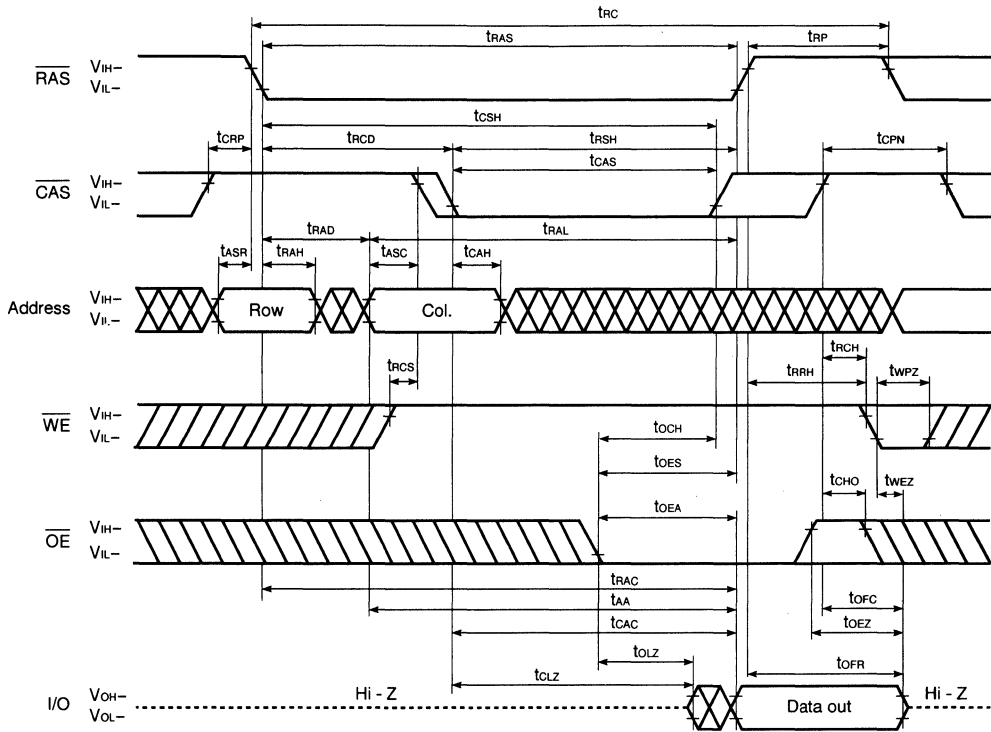 tRC
tRAS
tRP
RAS
VIH–
VIL–
tCSH
tCRP
tRCD
tRSH
tCPN
tCAS
CAS
VIH–
VIL–
tRAD
tRAL
tASR
tRAH
tASC
tCAH
Address
VIH–
VIL–
Row
Col.
tRCH
tRCS
tRRH
tWPZ
WE
VIH–
VIL–
tOCH
tOES
tCHO
tWEZ
tOEA
OE
VIH–
VIL–
tRAC
tAA
tOFC
tCAC
tOEZ
tOLZ
tOFR
tCLZ
I/O
VOH–
VOL–
Hi - Z
Data out
Hi - Z